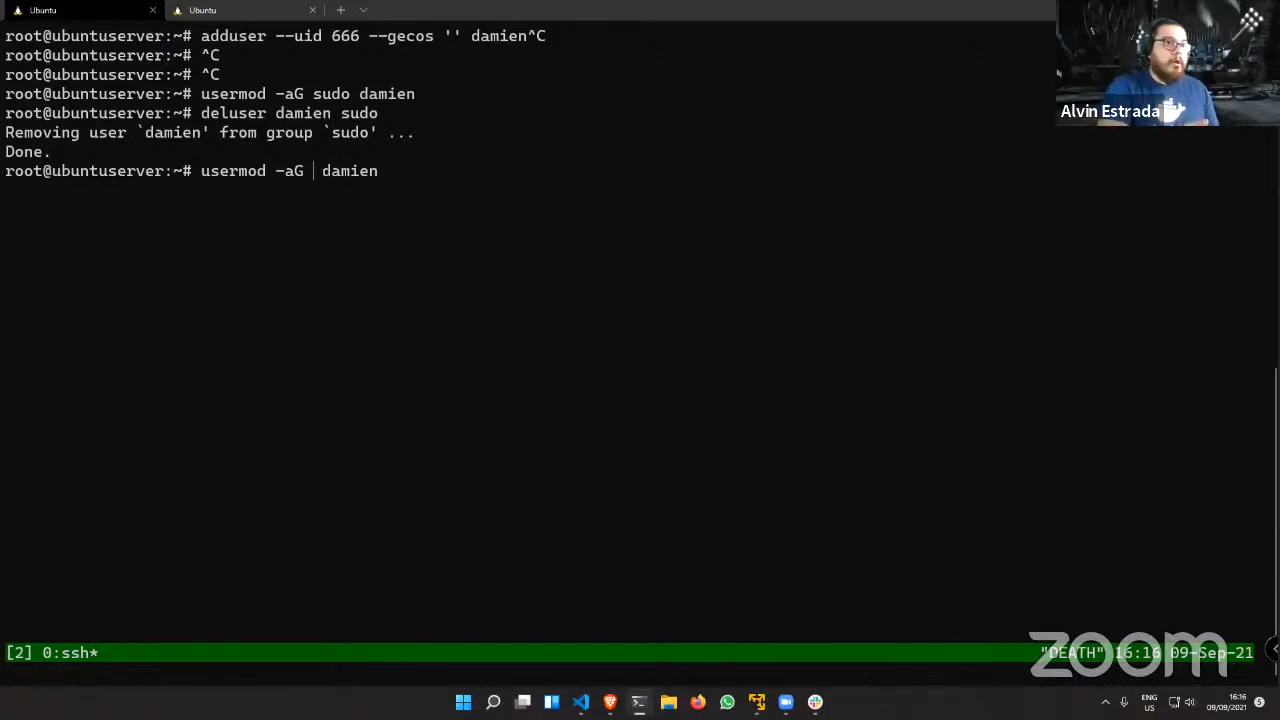 Ubuntu
Ubuntu
root@ubuntuserver:~# adduser --uid 666 --gecos '' damien^C
root@ubuntuserver:~# ^C
root@ubuntuserver:~# ^C
root@ubuntuserver:~# usermod -aG sudo damien
root@ubuntuserver:~# deluser damien sudo
Removing user `damien' from group `sudo' ...
Done.
root@ubuntuserver:~# usermod -aG  damien
Alvin Estrada
[2] 0:ssh*
"DEATH" 16:16 09-Sep-21
zoom
ENG
US
16:16
09/09/2021
5